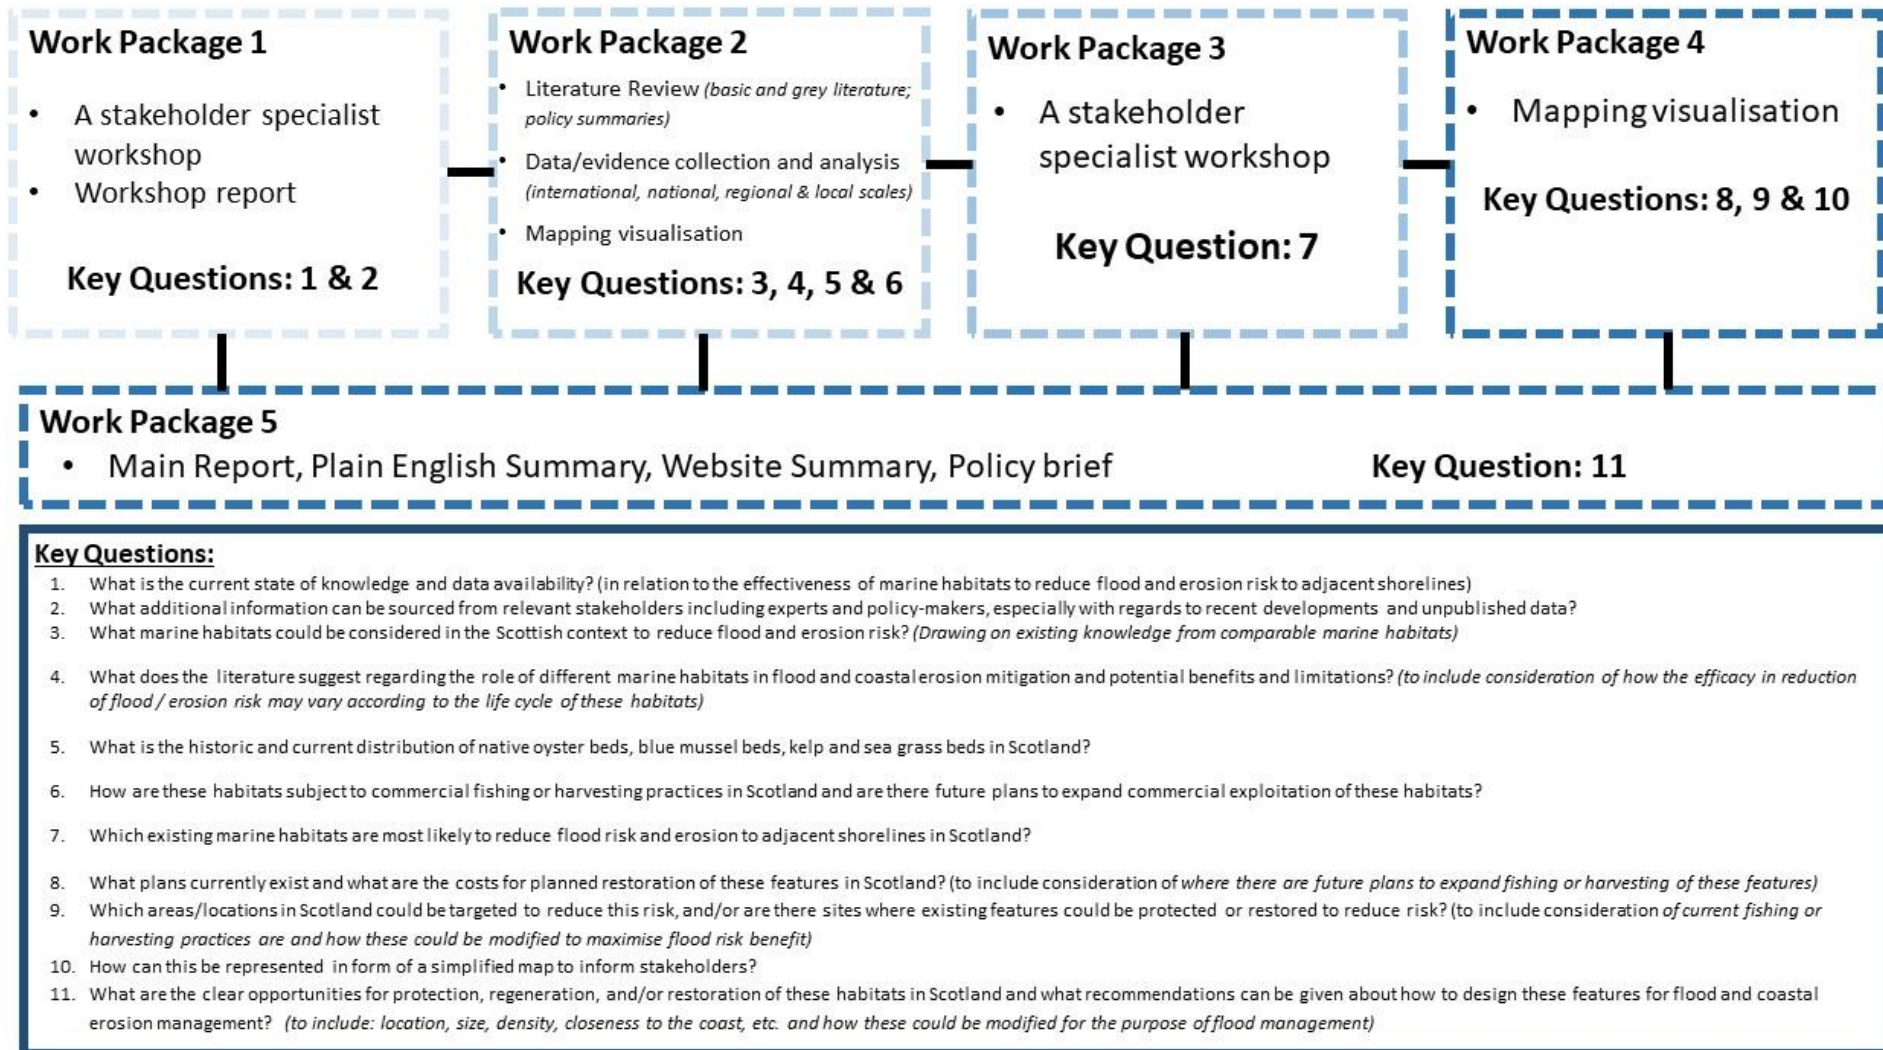 Work Package 1
• A stakeholder specialist
workshop
• Workshop report
Key Questions: 1 & 2
Work Package 2
• Literature Review (basic and grey literature;
policy summaries)
• Data/evidence collection and analysis
(international, national, regional & local scales)
• Mapping visualisation
Key Questions: 3, 4, 5 & 6
Work Package 3
• A stakeholder
specialist workshop
Key Question: 7
Work Package 4
• Mapping visualisation
Key Questions: 8, 9 & 10
Work Package 5
• Main Report, Plain English Summary, Website Summary, Policy brief
Key Question: 11
Key Questions:
1. What is the current state of knowledge and data availability? (in relation to the effectiveness of marine habitats to reduce flood and erosion risk to adjacent shorelines)
2. What additional information can be sourced from relevant stakeholders including experts and policy-makers, especially with regards to recent developments and unpublished data?
3. What marine habitats could be considered in the Scottish context to reduce flood and erosion risk? (Drawing on existing knowledge from comparable marine habitats)
4. What does the literature suggest regarding the role of different marine habitats in flood and coastal erosion mitigation and potential benefits and limitations? (to include consideration of how the efficacy in reduction
of flood / erosion risk may vary according to the life cycle of these habitats)
5. What is the historic and current distribution of native oyster beds, blue mussel beds, kelp and sea grass beds in Scotland?
6. How are these habitats subject to commercial fishing or harvesting practices in Scotland and are there future plans to expand commercial exploitation of these habitats?
7. Which existing marine habitats are most likely to reduce flood risk and erosion to adjacent shorelines in Scotland?
8. What plans currently exist and what are the costs for planned restoration of these features in Scotland? (to include consideration of where there are future plans to expand fishing or harvesting of these features)
9. Which areas/locations in Scotland could be targeted to reduce this risk, and/or are there sites where existing features could be protected or restored to reduce risk? (to include consideration of current fishing or
harvesting practices are and how these could be modified to maximise flood risk benefit)
10. How can this be represented in form of a simplified map to inform stakeholders?
11. What are the clear opportunities for protection, regeneration, and/or restoration of these habitats in Scotland and what recommendations can be given about how to design these features for flood and coastal
erosion management? (to include: location, size, density, closeness to the coast, etc. and how these could be modified for the purpose of flood management)